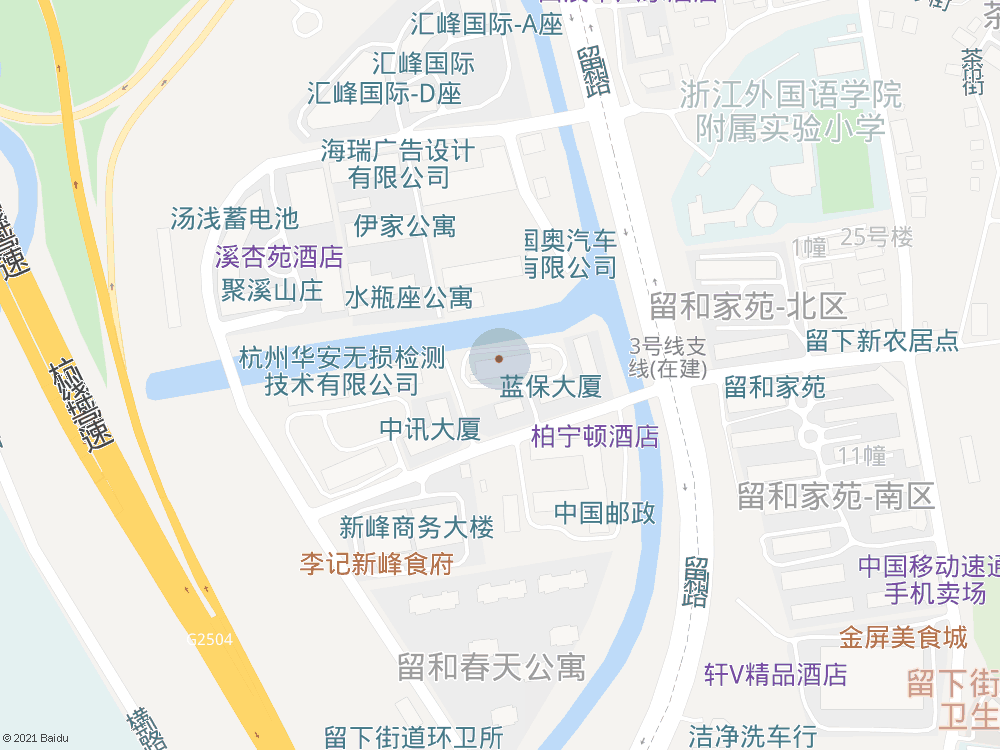 汇峰国际-A座
汇峰国际
汇峰国际-D座
浙江外国语学院
附属实验小学
海瑞广告设计
有限公司
汤浅蓄电池
伊家公寓
国奥汽车
有限公司
1幢
25号楼
溪杏苑酒店
聚溪山庄
水瓶座公寓
留和家苑-北区
3号线支
线(在建)
留下新农居点
杭州华安无损检测
技术有限公司
蓝保大厦
留和家苑
中讯大厦
柏宁顿酒店
11幢
留和家苑-南区
新峰商务大楼
中国邮政
李记新峰食府
留和路
中国移动速通
手机卖场
G2504
金屏美食城
留和春天公寓
轩V精品酒店
留下街
卫生
留下街道环卫所
洁净洗车行
© 2021 Baidu